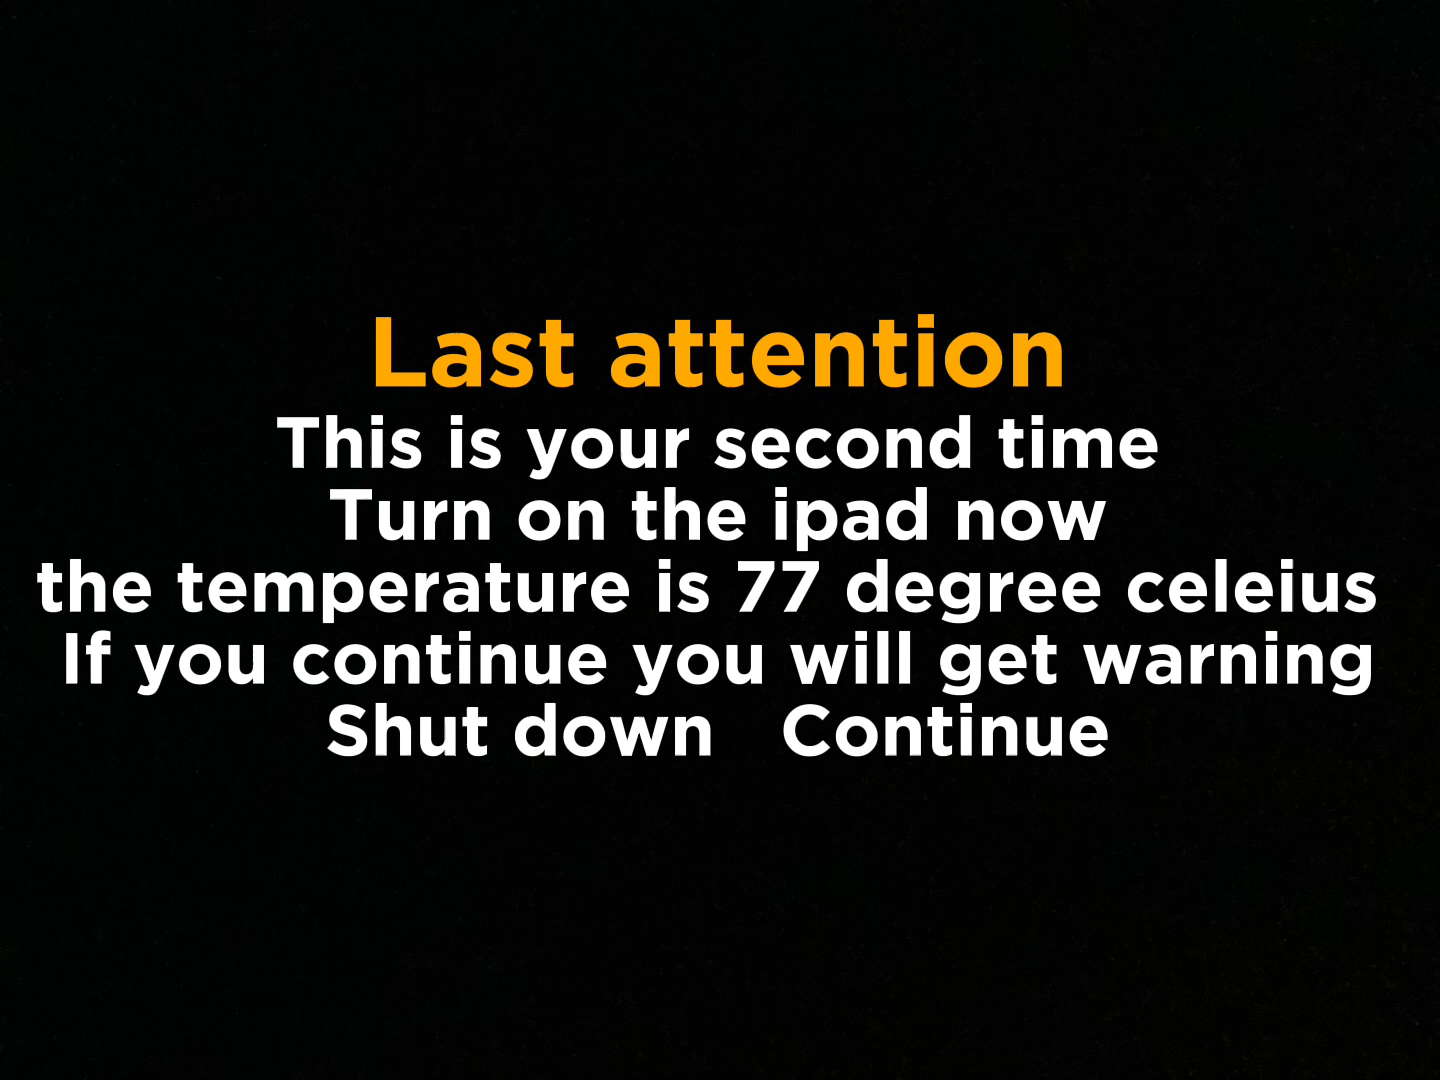 Last attention
This is your second time
Turn on the ipad now
the temperature is 77 degree celeius
If you continue you will get warning
Shut down   Continue